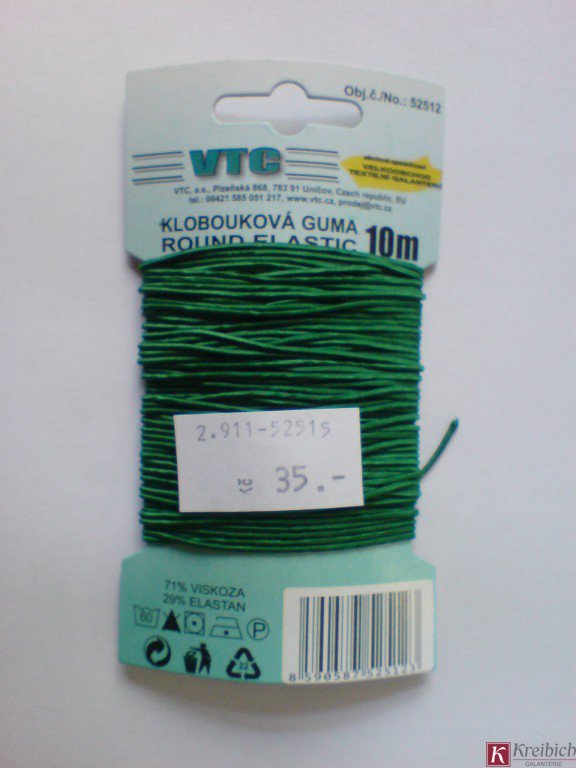 Obj.č./No.: 52512
VTC
VELKOOBCHOD
TEXTILNÍ GALANTERIE
VTC, a.s., Plzeňská 868, 783 91 Uničov, Czech republic, EU
tel.: 00421 585 051 217, www.vtc.cz, prodej@vtc.cz
KLOBOUKOVÁ GUMA
ROUND ELASTIC 10m
2.911-52515
35.-
71% VISKOZA
29% ELASTAN
60 P
22
8 590587 525123
K Kreibich
GALANTERIE